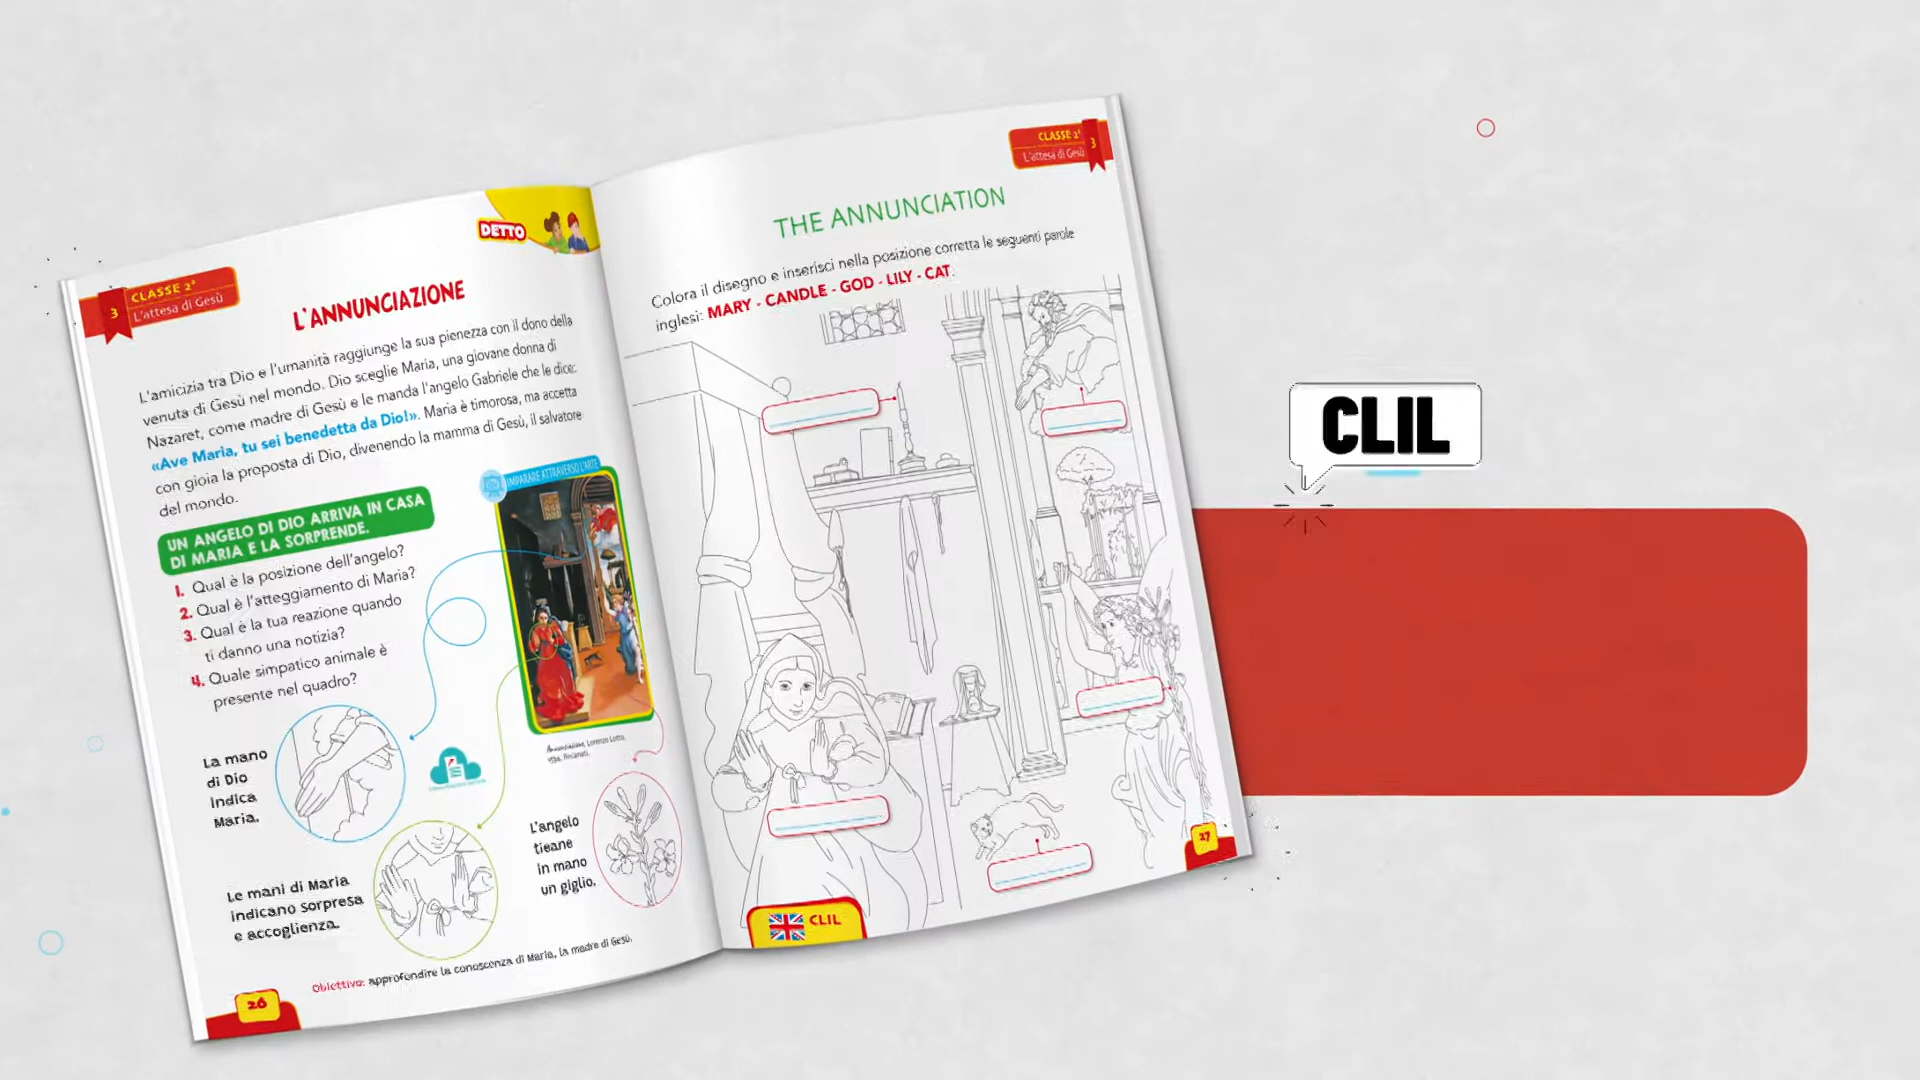 DETTO
3
CLASSE 2ª
L'attesa di Gesù
L'ANNUNCIAZIONE
L'amicizia tra Dio e l'umanità raggiunge la sua pienezza con il dono della
venuta di Gesù nel mondo. Dio sceglie Maria, una giovane donna di
Nazaret, come madre di Gesù e le manda l'angelo Gabriele che le dice:
«Ave Maria, tu sei benedetta da Dio!». Maria è timorosa, ma accetta
con gioia la proposta di Dio, divenendo la mamma di Gesù, il salvatore
del mondo.
UN ANGELO DI DIO ARRIVA IN CASA
DI MARIA E LA SORPRENDE.
1. Qual è la posizione dell'angelo?
2. Qual è l'atteggiamento di Maria?
3. Qual è la tua reazione quando
ti danno una notizia?
4. Quale simpatico animale è
presente nel quadro?
IMPARARE ATTRAVERSO L'ARTE
Annunciazione, Lorenzo Lotto,
Recanati.
La mano
di Dio
indica
Maria.
Le mani di Maria
indicano sorpresa
e accoglienza.
L'angelo
tieane
in mano
un giglio.
Obiettivo: approfondire la conoscenza di Maria, la madre di Gesù.
26
CLASSE 2ª
L'attesa di Gesù
3
THE ANNUNCIATION
Colora il disegno e inserisci nella posizione corretta le seguenti parole
inglesi: MARY - CANDLE - GOD - LILY - CAT.
CLIL
27
CLIL